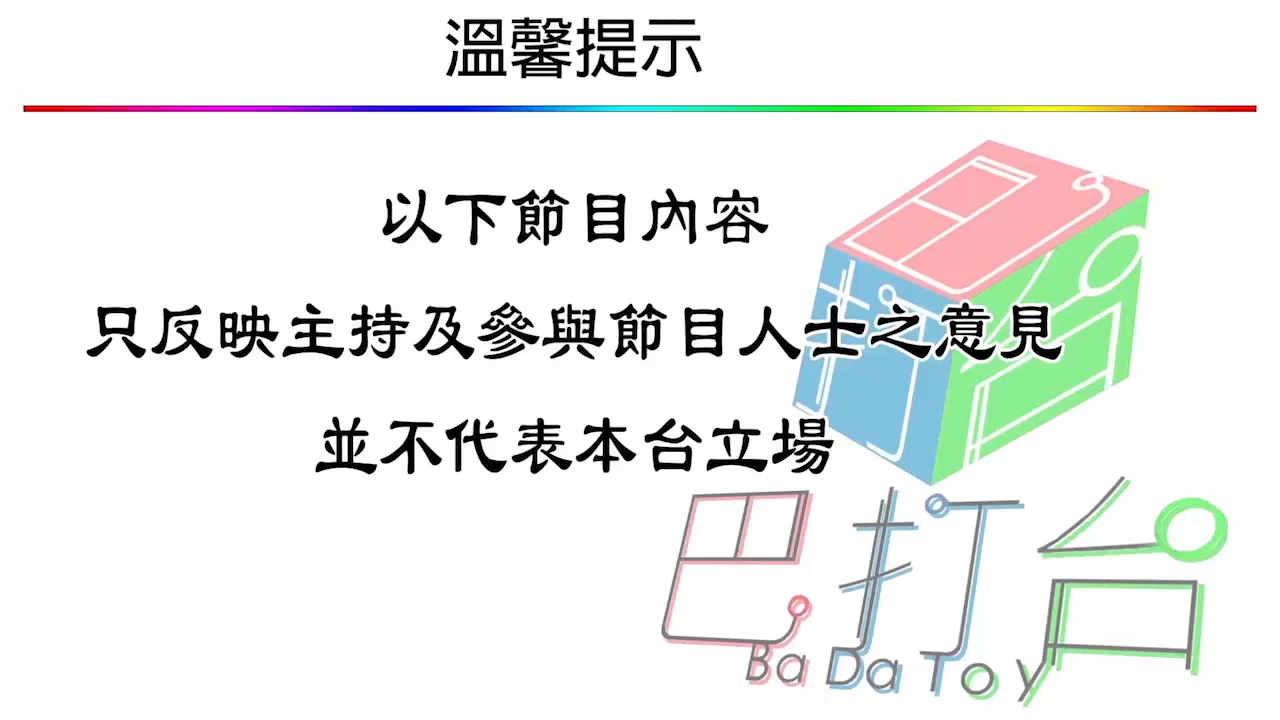 溫馨提示
以下節目內容
只反映主持及參與節目人士之意見
並不代表本台立場
巴打台
BaDaToy